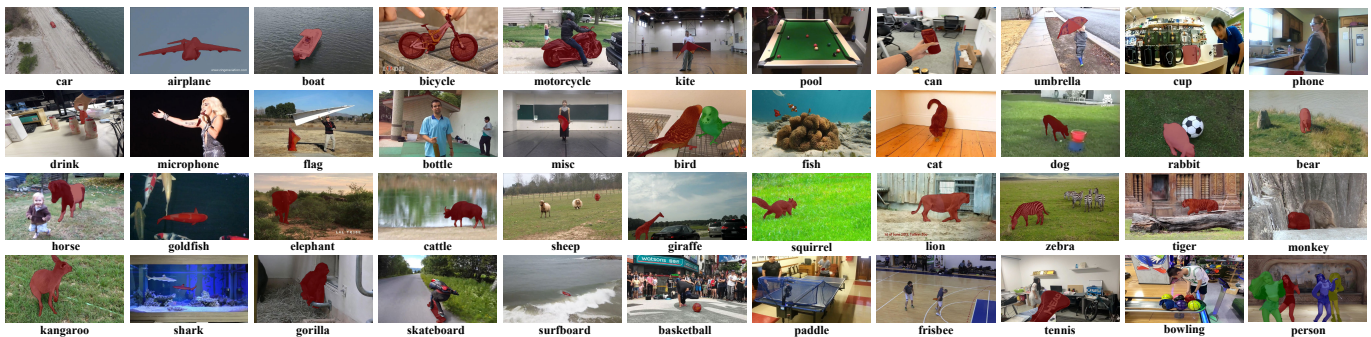 car airplane boat bicycle motorcycle kite pool can umbrella cup phone
watsons
drink microphone flag bottle misc bird fish cat dog rabbit bear
horse goldfish elephant cattle sheep giraffe squirrel lion zebra tiger monkey
kangaroo shark gorilla skateboard surfboard basketball paddle frisbee tennis bowling person